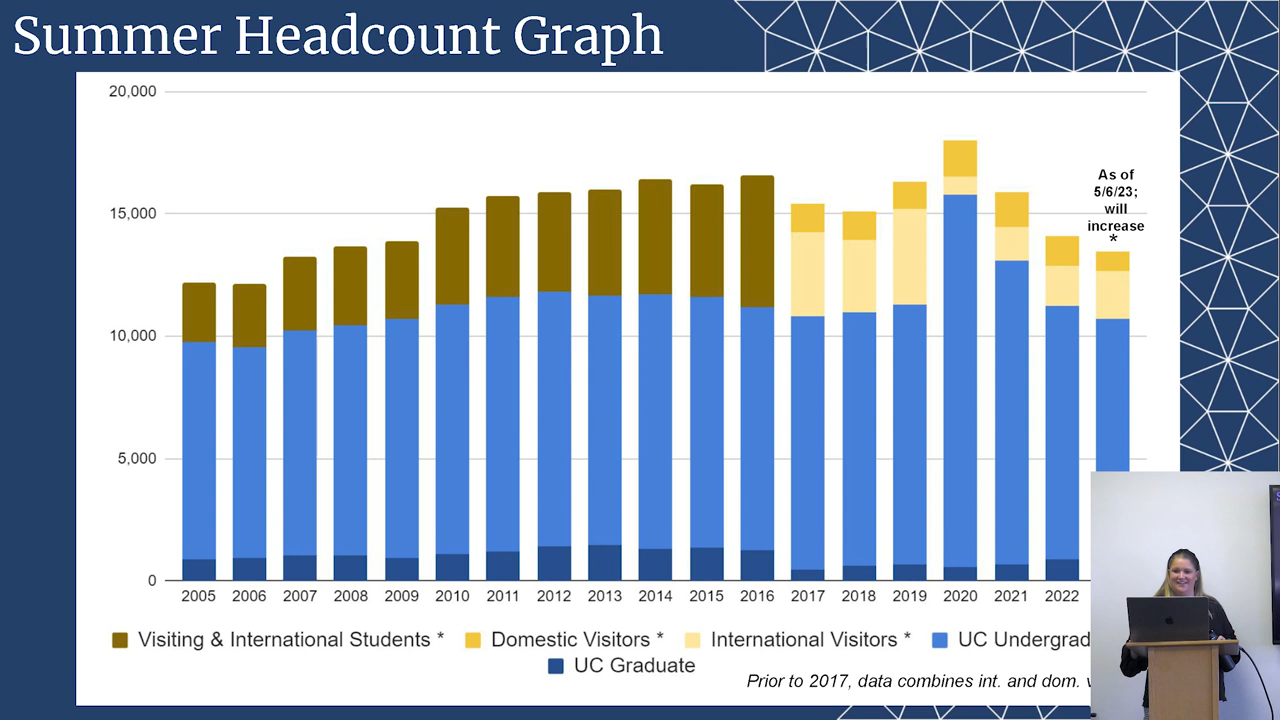 Summer Headcount Graph
20,000
15,000
10,000
5,000
0
As of
5/6/23;
will
increase
*
2005 2006 2007 2008 2009 2010 2011 2012 2013 2014 2015 2016 2017 2018 2019 2020 2021 2022
Visiting & International Students * Domestic Visitors * International Visitors * UC Undergrad
UC Graduate
Prior to 2017, data combines int. and dom.